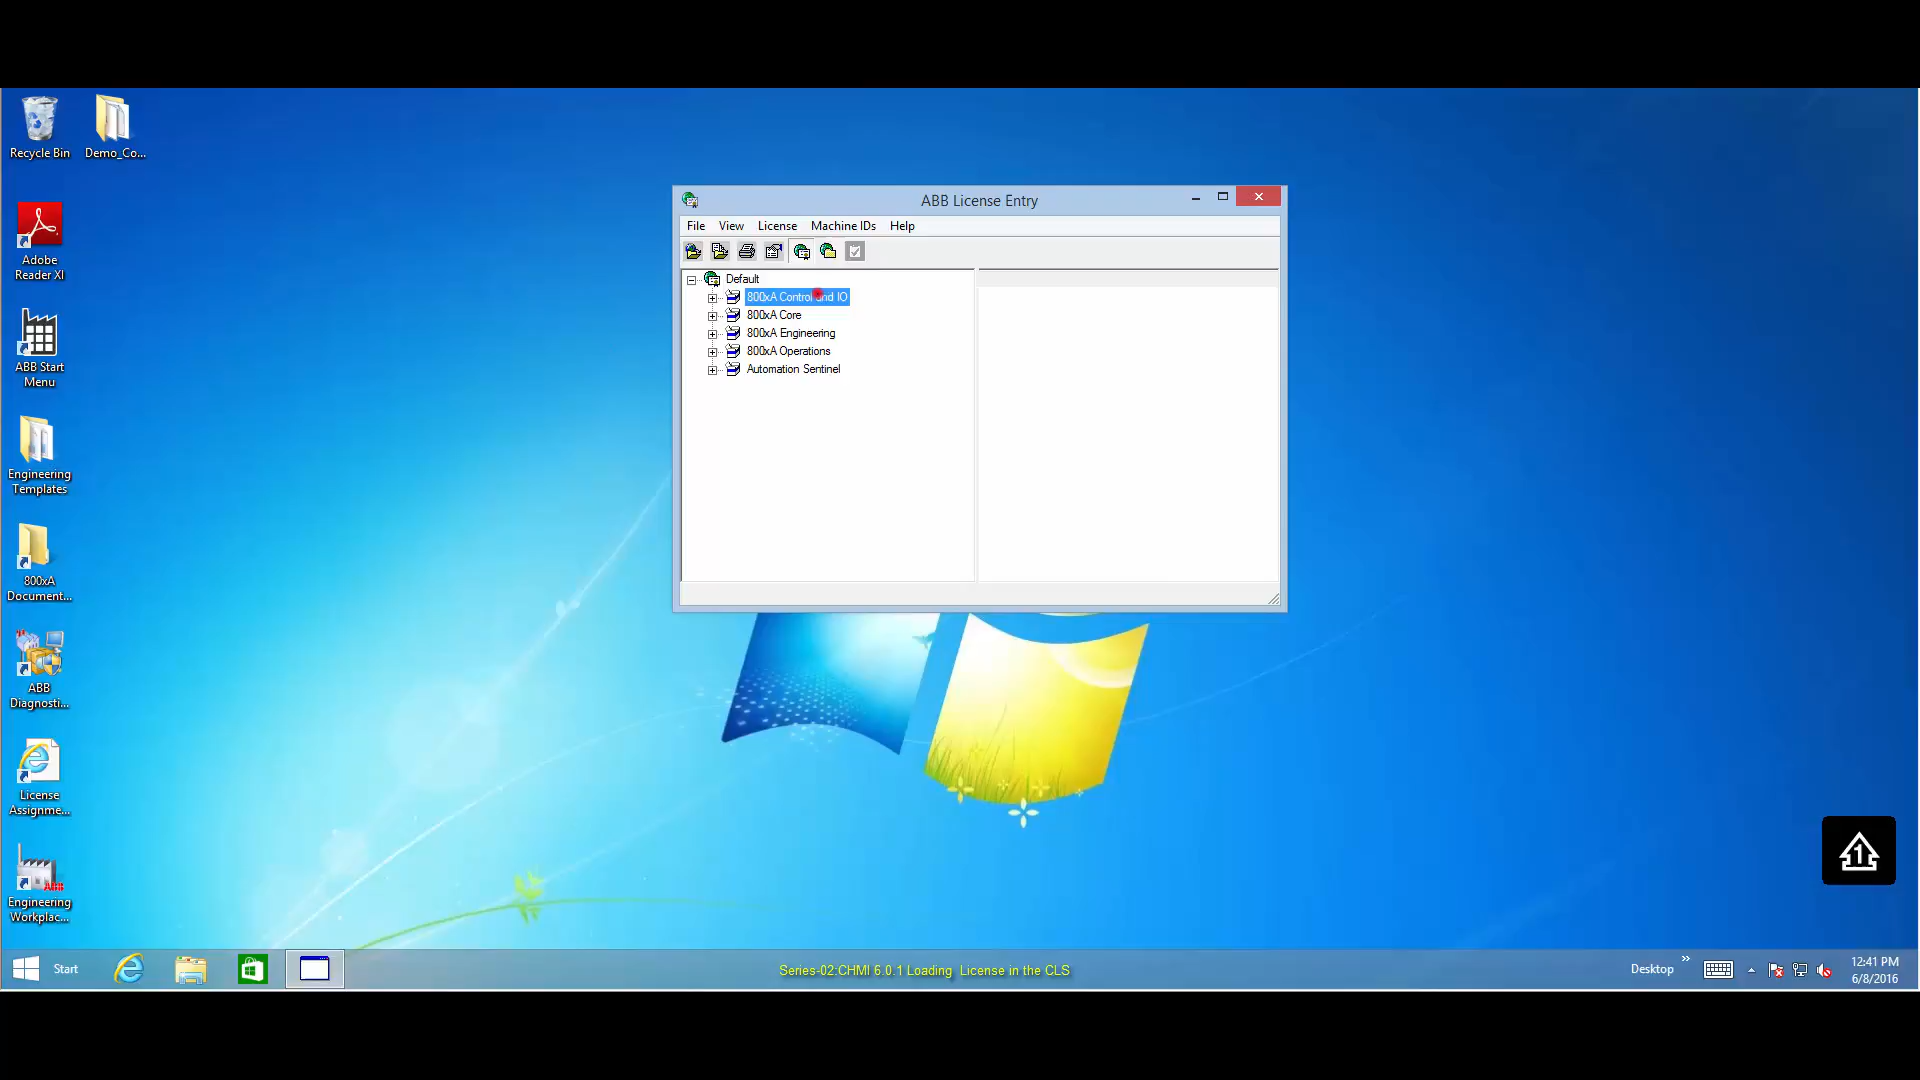 Recycle Bin
Demo_Co...
Adobe
Reader XI
ABB Start
Menu
Engineering
Templates
800xA
Document...
ABB
Diagnosti...
License
Assignme...
Engineering
Workplac...
ABB License Entry
File View License Machine IDs Help
Default
800xA Control and IO
800xA Core
800xA Engineering
800xA Operations
Automation Sentinel
1
Start
Series-02:CHMI 6.0.1 Loading License in the CLS
Desktop
12:41 PM
6/8/2016